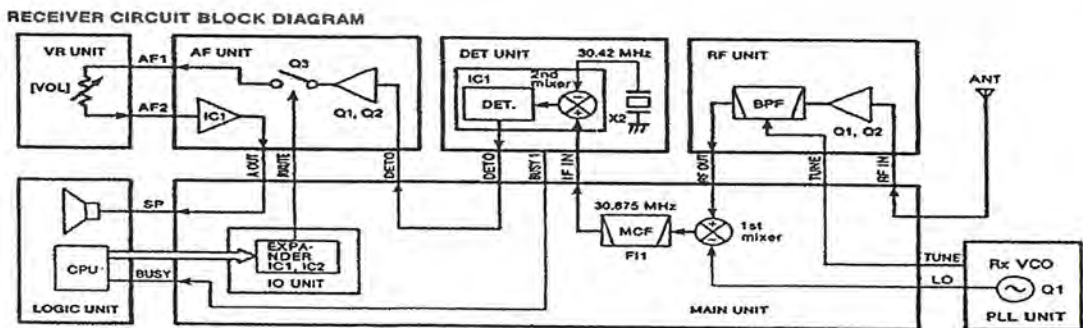 RECEIVER CIRCUIT BLOCK DIAGRAM
VR UNIT
AF1
[VOL]
AF2
AF UNIT
Q3
IC1
Q1, Q2
DET UNIT
30.42 MHz
IC1
2nd
mixer
DET.
X2
RF UNIT
BPF
Q1, Q2
ANT
A OUT
DETO
DETO
BUSY1
IF IN
RF OUT
TUNE
RF IN
SP
CPU
BUSY
LOGIC UNIT
EXPA-
NDER
IC1, IC2
IO UNIT
30.875 MHz
MCF
FI1
1st
mixer
MAIN UNIT
TUNE
LO
Rx VCO
Q1
PLL UNIT